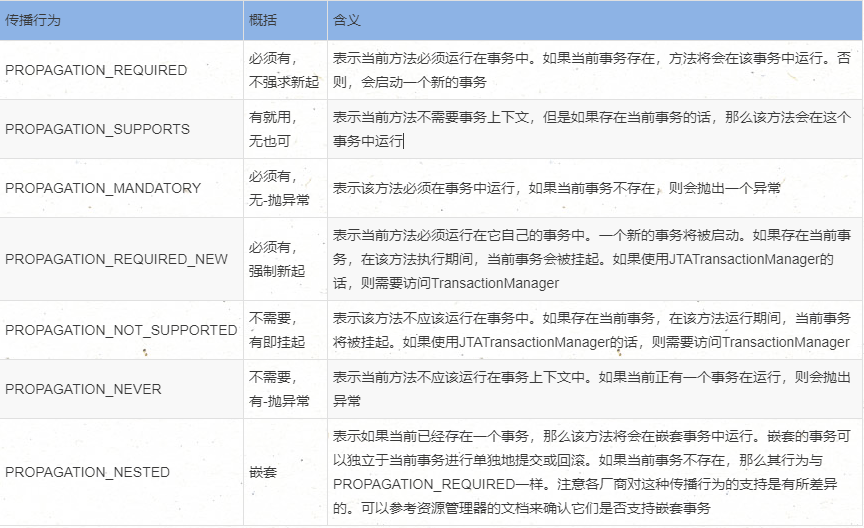 传播行为 概括 含义
PROPAGATION_REQUIRED
必须有，
不强求新起
表示当前方法必须运行在事务中。如果当前事务存在，方法将会在该事务中运行。否
则，会启动一个新的事务
PROPAGATION_SUPPORTS
有就用，
无也可
表示当前方法不需要事务上下文，但是如果存在当前事务的话，那么该方法会在这个
事务中运行
PROPAGATION_MANDATORY
必须有，
无-抛异常
表示该方法必须在事务中运行，如果当前事务不存在，则会抛出一个异常
PROPAGATION_REQUIRED_NEW
必须有，
强制新起
表示当前方法必须运行在它自己的事务中。一个新的事务将被启动。如果存在当前事
务，在该方法执行期间，当前事务会被挂起。如果使用JTATransactionManager的
话，则需要访问TransactionManager
PROPAGATION_NOT_SUPPORTED
不需要，
有即挂起
表示该方法不应该运行在事务中。如果存在当前事务，在该方法运行期间，当前事务
将被挂起。如果使用JTATransactionManager的话，则需要访问TransactionManager
PROPAGATION_NEVER
不需要，
有-抛异常
表示当前方法不应该运行在事务上下文中。如果当前正有一个事务在运行，则会抛出
异常
PROPAGATION_NESTED
嵌套
表示如果当前已经存在一个事务，那么该方法将会在嵌套事务中运行。嵌套的事务可
以独立于当前事务进行单独地提交或回滚。如果当前事务不存在，那么其行为与
PROPAGATION_REQUIRED一样。注意各厂商对这种传播行为的支持是有所差异
的。可以参考资源管理器的文档来确认它们是否支持嵌套事务